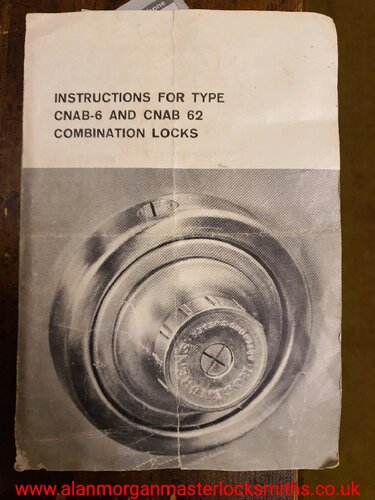 INSTRUCTIONS FOR TYPE
CNAB-6 AND CNAB 62
COMBINATION LOCKS
www.alanmorganmasterlocksmiths.co.uk